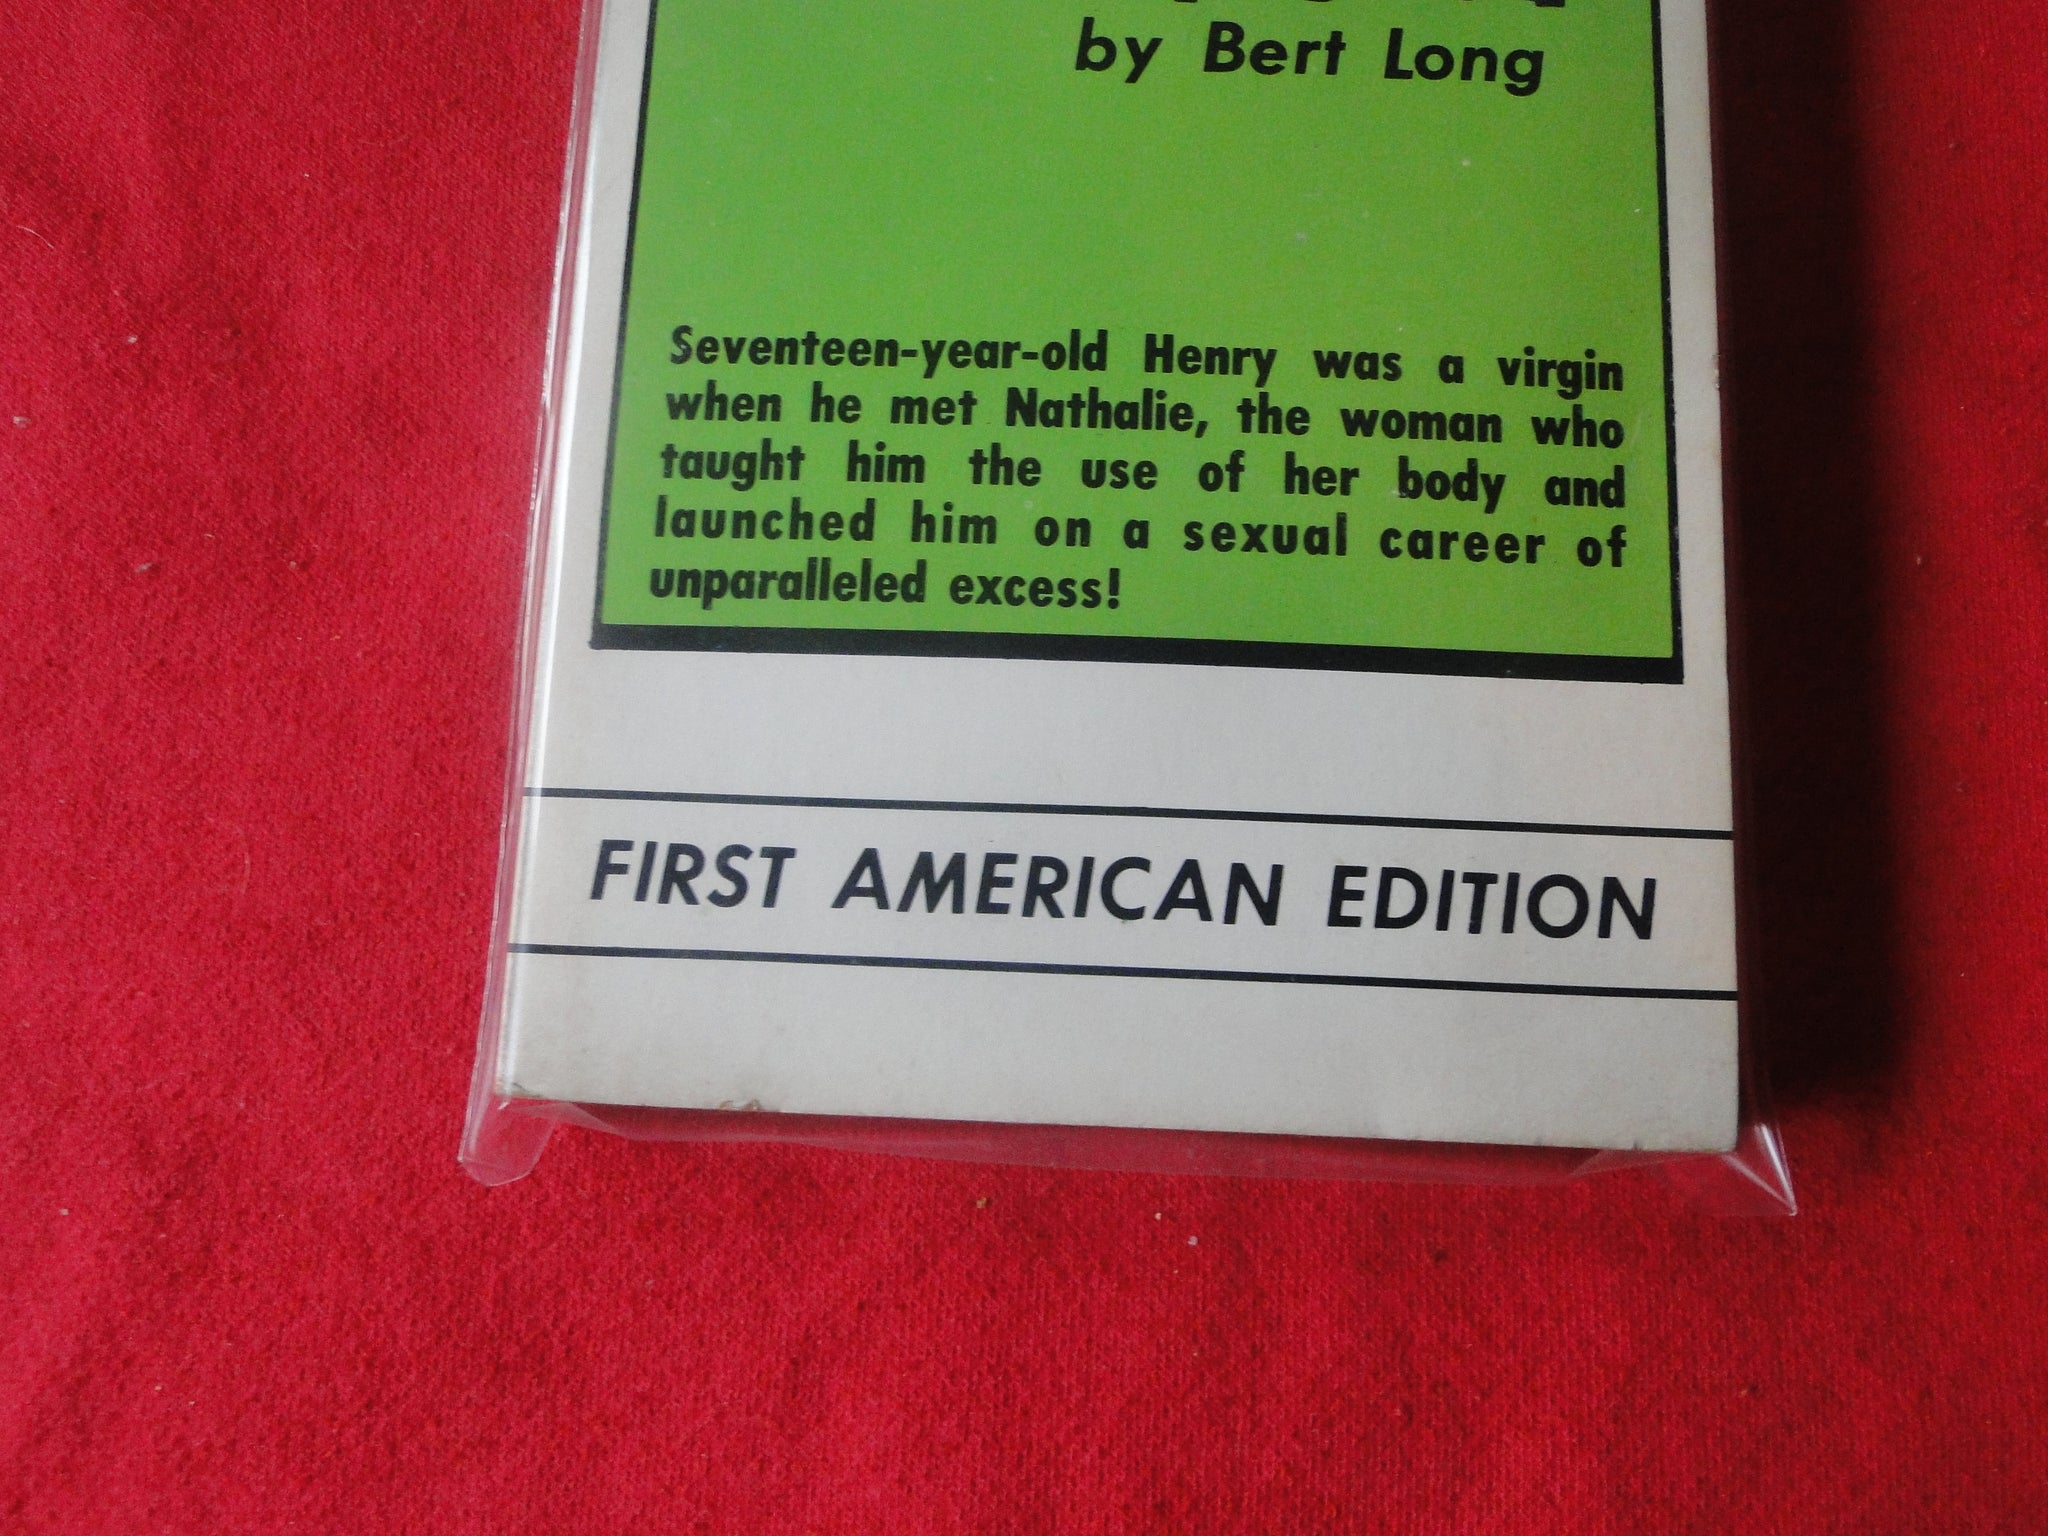 by Bert Long
Seventeen-year-old Henry was a virgin
when he met Nathalie, the woman who
taught him the use of her body and
launched him on a sexual career of
unparalleled excess!
FIRST AMERICAN EDITION